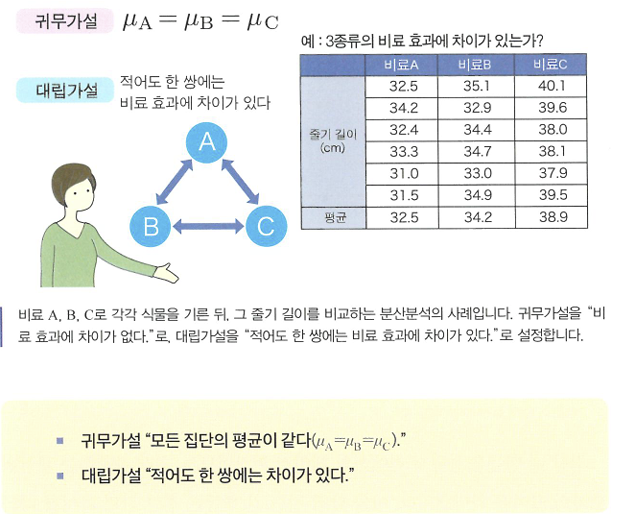 귀무가설 μA = μB = μC
대립가설 적어도 한 쌍에는
비료 효과에 차이가 있다
A
B C
예 : 3종류의 비료 효과에 차이가 있는가?
비료A 비료B 비료C
줄기 길이
(cm)
32.5 35.1 40.1
34.2 32.9 39.6
32.4 34.4 38.0
33.3 34.7 38.1
31.0 33.0 37.9
31.5 34.9 39.5
평균 32.5 34.2 38.9
비료 A, B, C로 각각 식물을 기른 뒤, 그 줄기 길이를 비교하는 분산분석의 사례입니다. 귀무가설을 “비
료 효과에 차이가 없다.”로, 대립가설을 “적어도 한 쌍에는 비료 효과에 차이가 있다.”로 설정합니다.
■ 귀무가설 “모든 집단의 평균이 같다(μA=μB=μC).”
■ 대립가설 “적어도 한 쌍에는 차이가 있다.”